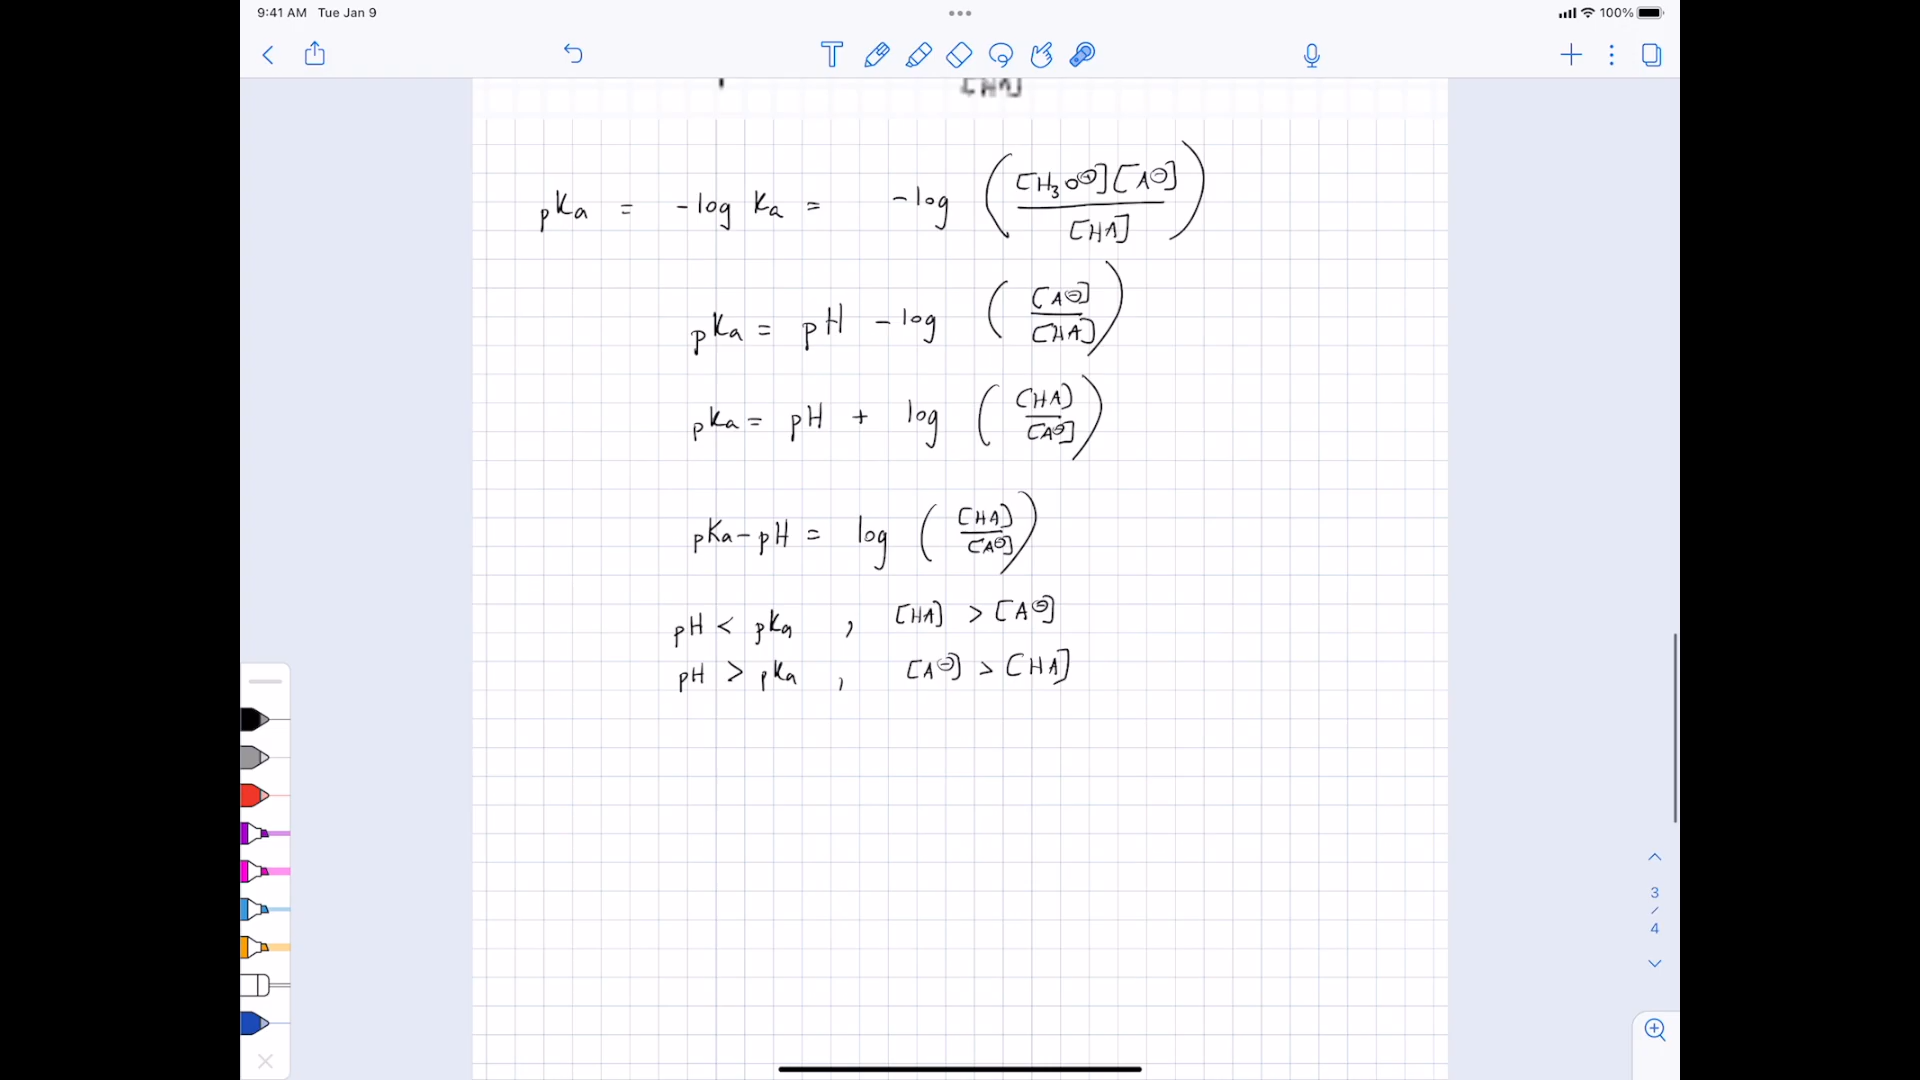 9:41 AM Tue Jan 9
100%
[HA]
pKa = -log Ka = -log ([H₃O⊕][A⊖] / [HA])
pKa = pH -log ([A⊖] / [HA])
pKa = pH + log ([HA] / [A⊖])
pKa - pH = log ([HA] / [A⊖])
pH < pKa , [HA] > [A⊖]
pH > pKa , [A⊖] > [HA]
3
/
4